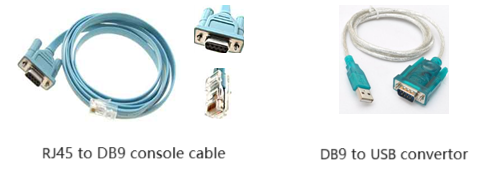 RJ45 to DB9 console cable
DB9 to USB convertor